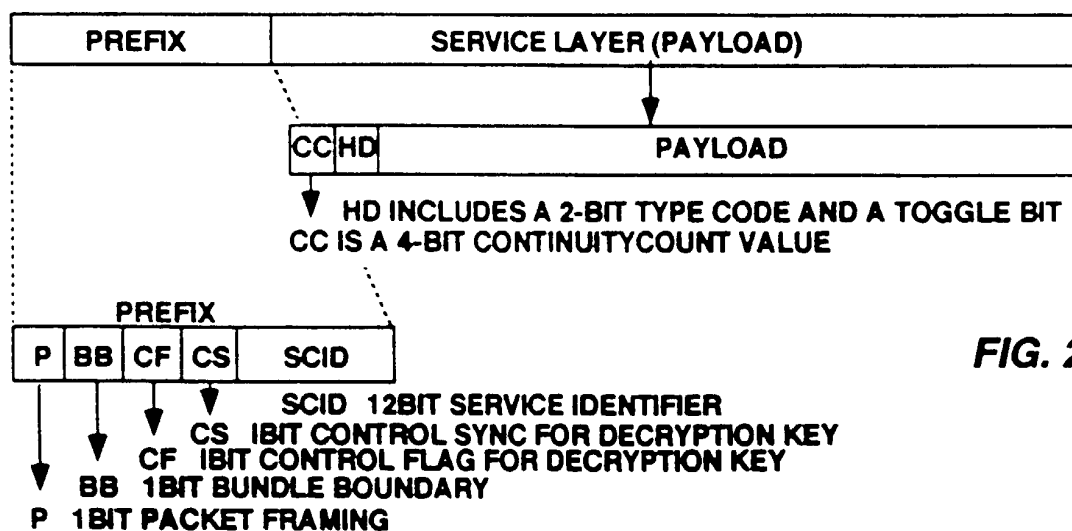 PREFIX SERVICE LAYER (PAYLOAD)
CC HD PAYLOAD
HD INCLUDES A 2-BIT TYPE CODE AND A TOGGLE BIT
CC IS A 4-BIT CONTINUITYCOUNT VALUE
PREFIX
P BB CF CS SCID
FIG. 2
SCID 12BIT SERVICE IDENTIFIER
CS IBIT CONTROL SYNC FOR DECRYPTION KEY
CF IBIT CONTROL FLAG FOR DECRYPTION KEY
BB 1BIT BUNDLE BOUNDARY
P 1BIT PACKET FRAMING